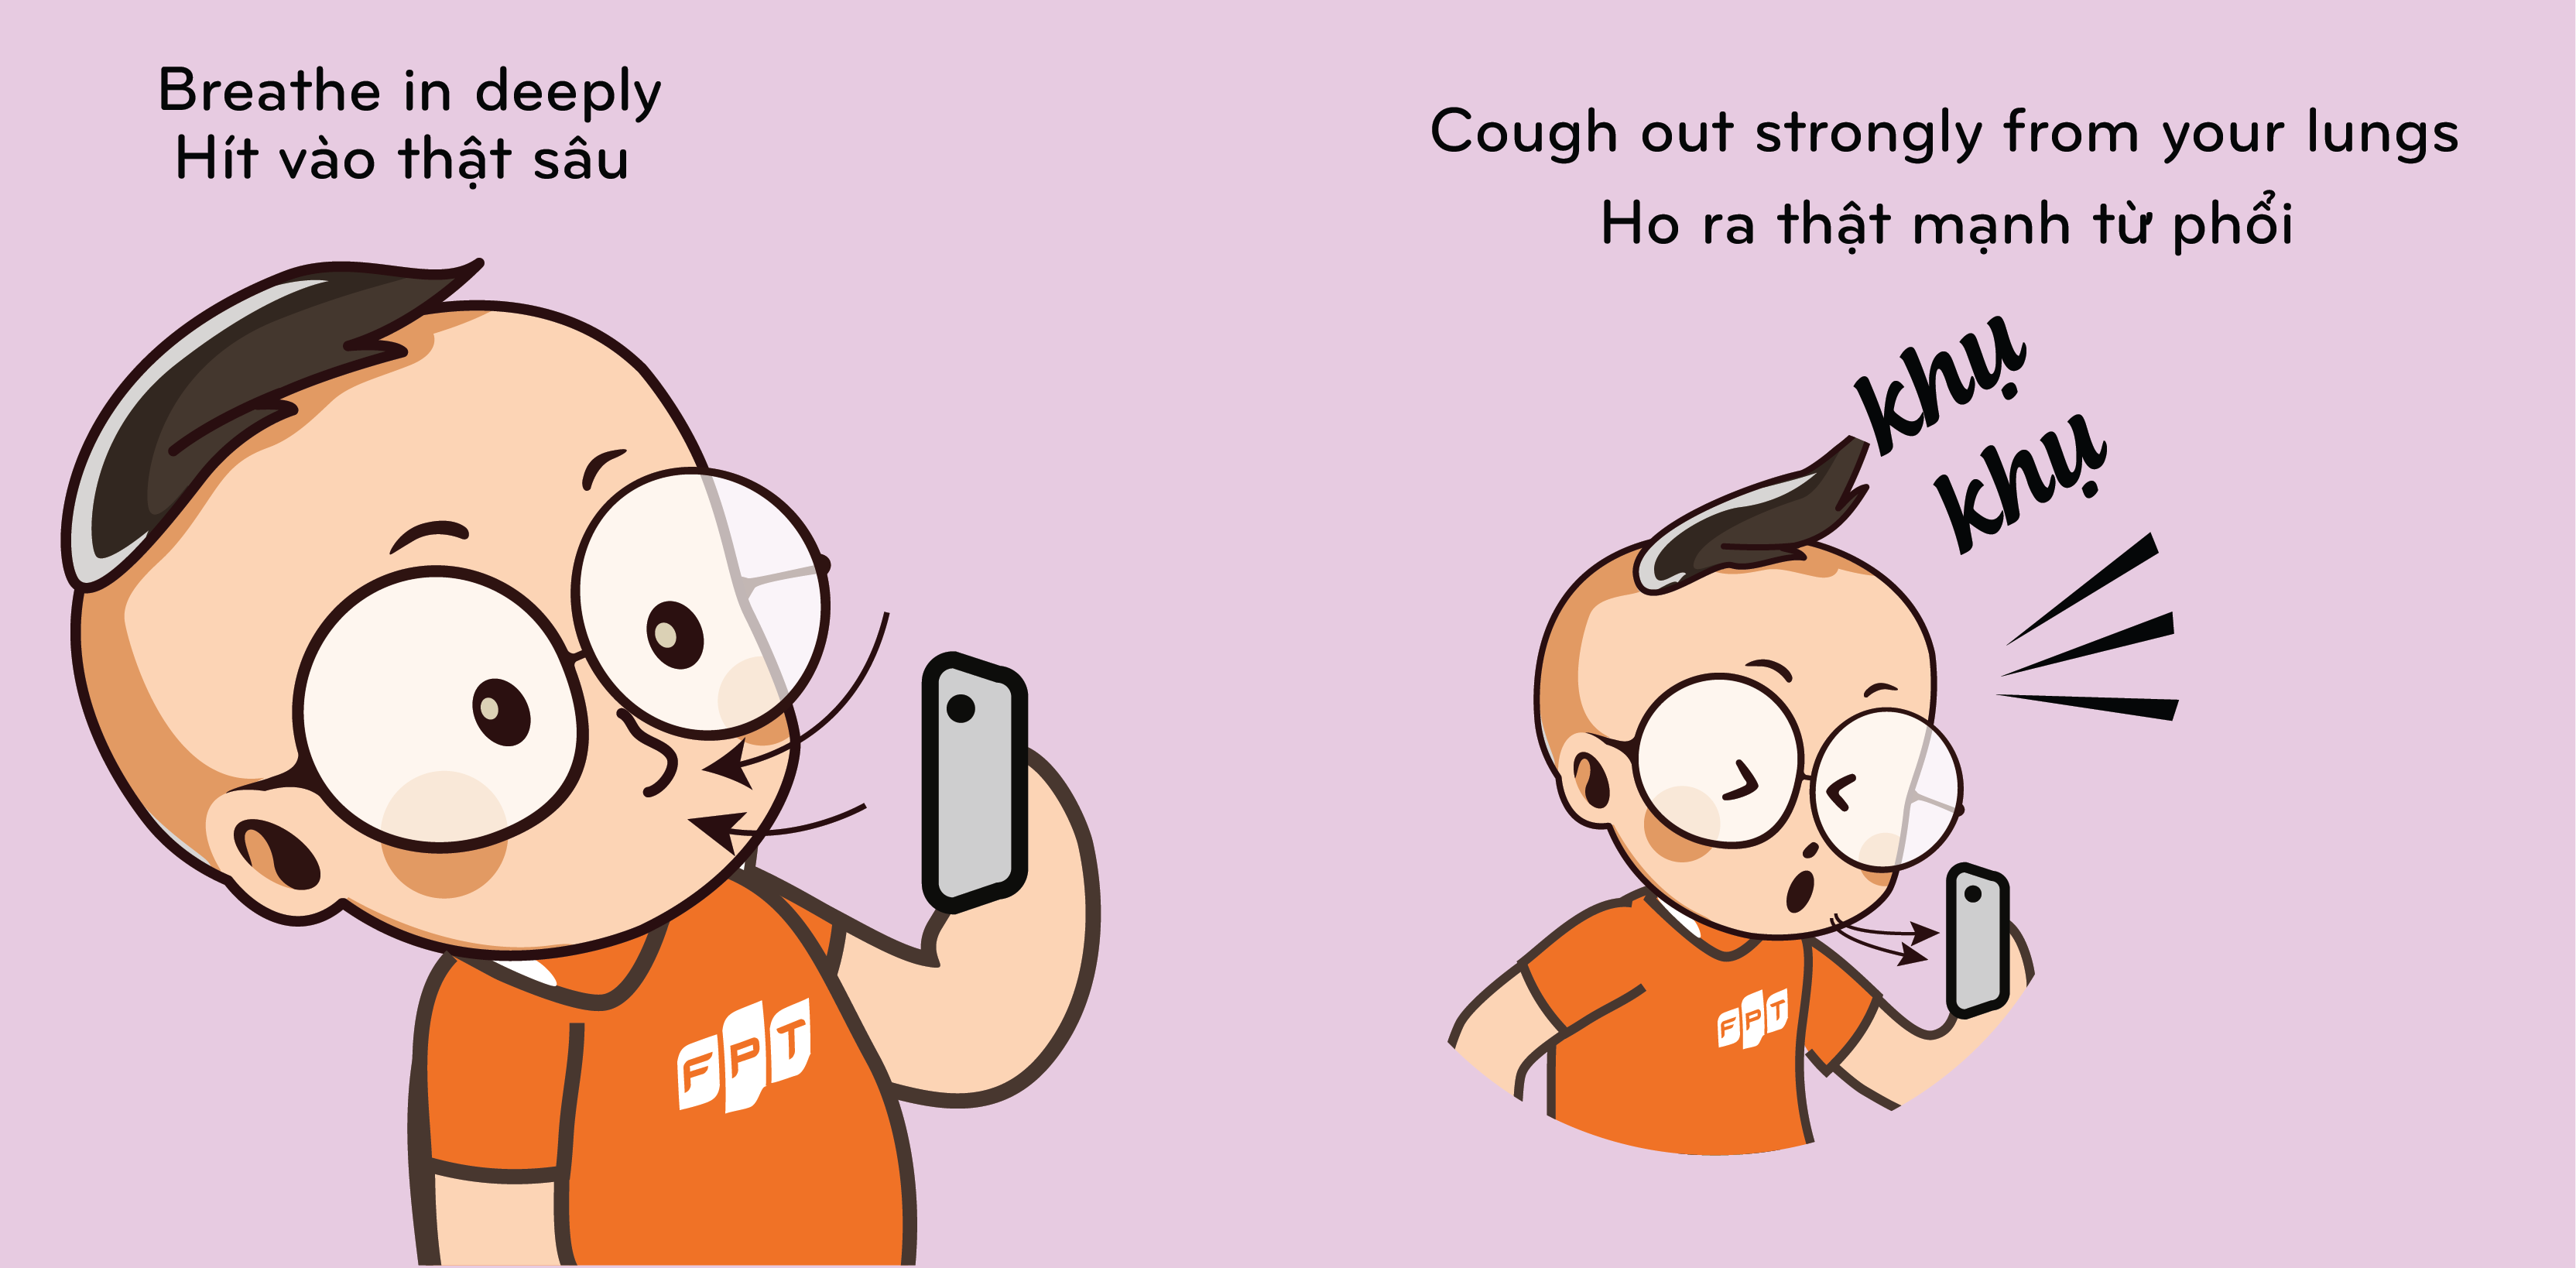 Breathe in deeply
Hít vào thật sâu
Cough out strongly from your lungs
Ho ra thật mạnh từ phổi
khụ
khụ
FPT
FPT